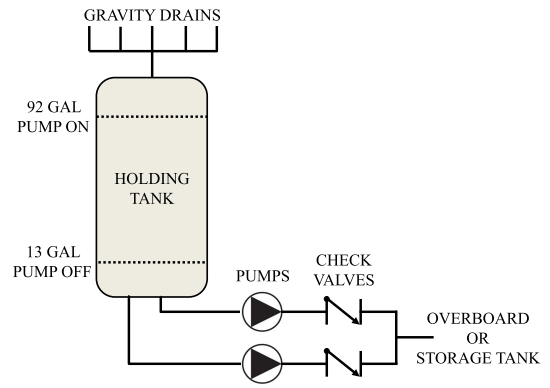 GRAVITY DRAINS
92 GAL
PUMP ON
HOLDING
TANK
13 GAL
PUMP OFF
PUMPS
CHECK
VALVES
OVERBOARD
OR
STORAGE TANK